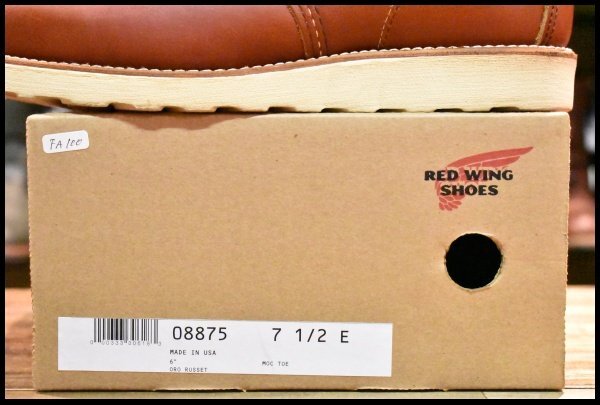 FA100
RED WING
SHOES
08875 7 1/2 E
MADE IN USA
6" MOC TOE
ORO RUSSET